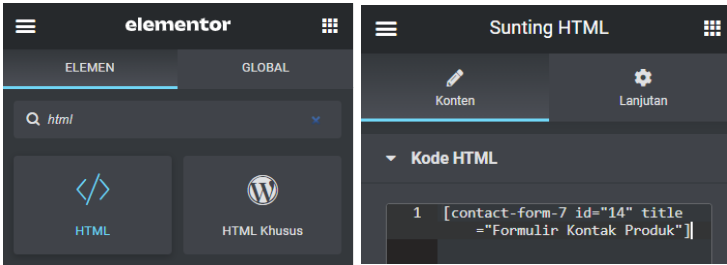 elementor
ELEMEN
GLOBAL
html
HTML
HTML Khusus
Sunting HTML
Konten
Lanjutan
Kode HTML
1 [contact-form-7 id="14" title
="Formulir Kontak Produk"]